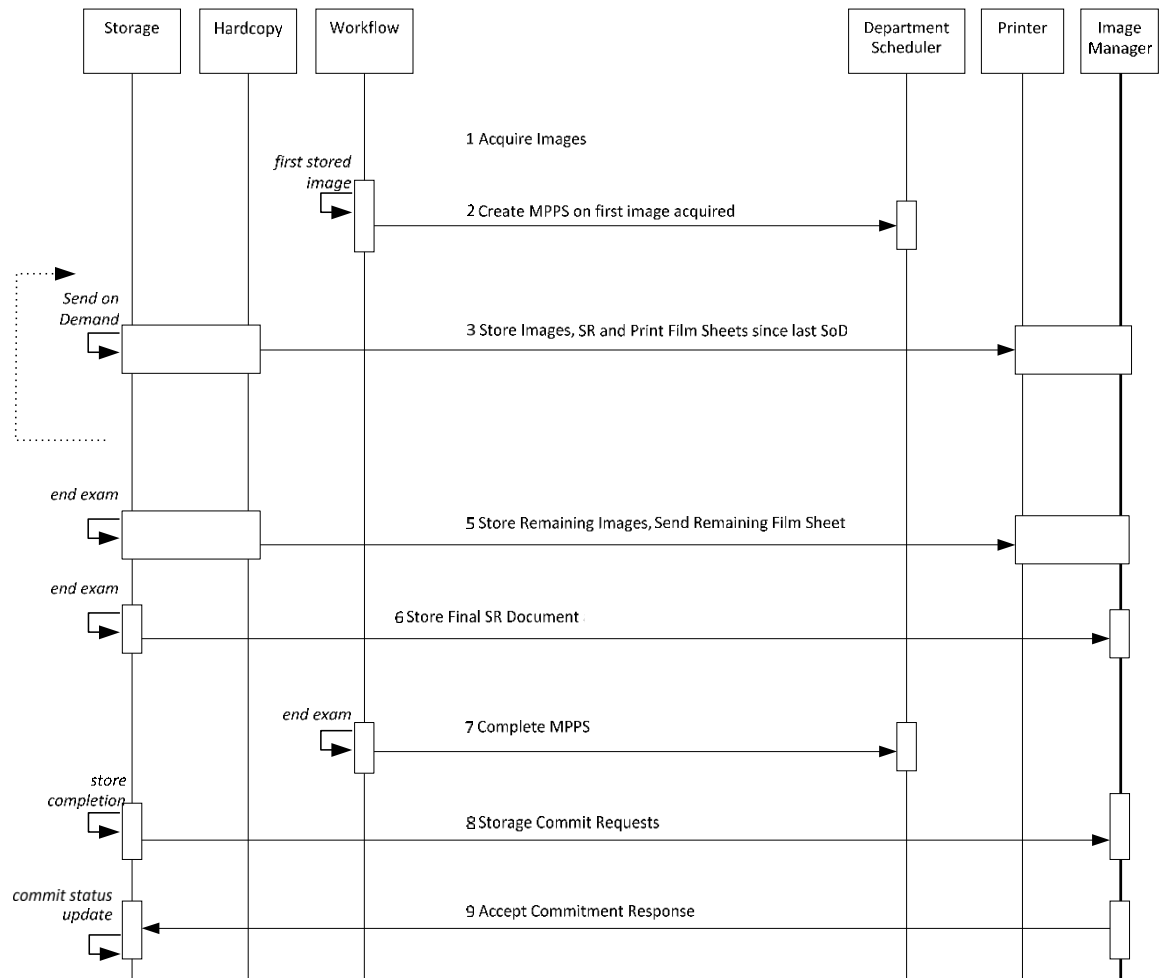 Storage
Hardcopy
Workflow
Department
Scheduler
Printer
Image
Manager
1 Acquire Images
first stored
image
2 Create MPPS on first image acquired
Send on
Demand
3 Store Images, SR and Print Film Sheets since last SoD
end exam
5 Store Remaining Images, Send Remaining Film Sheet
end exam
6 Store Final SR Document
end exam
7 Complete MPPS
store
completion
8 Storage Commit Requests
commit status
update
9 Accept Commitment Response